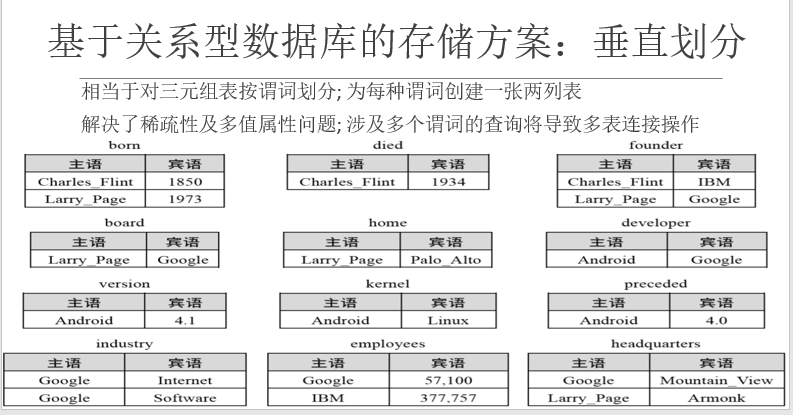 基于关系型数据库的存储方案：垂直划分
相当于对三元组表按谓词划分; 为每种谓词创建一张两列表
解决了稀疏性及多值属性问题; 涉及多个谓词的查询将导致多表连接操作
born died founder
主语 宾语 主语 宾语 主语 宾语
Charles_Flint 1850 Charles_Flint 1934 Charles_Flint IBM
Larry_Page 1973 Larry_Page Google
board home developer
主语 宾语 主语 宾语 主语 宾语
Larry_Page Google Larry_Page Palo_Alto Android Google
version kernel preceded
主语 宾语 主语 宾语 主语 宾语
Android 4.1 Android Linux Android 4.0
industry employees headquarters
主语 宾语 主语 宾语 主语 宾语
Google Internet Google 57,100 Google Mountain_View
Google Software IBM 377,757 Larry_Page Armonk